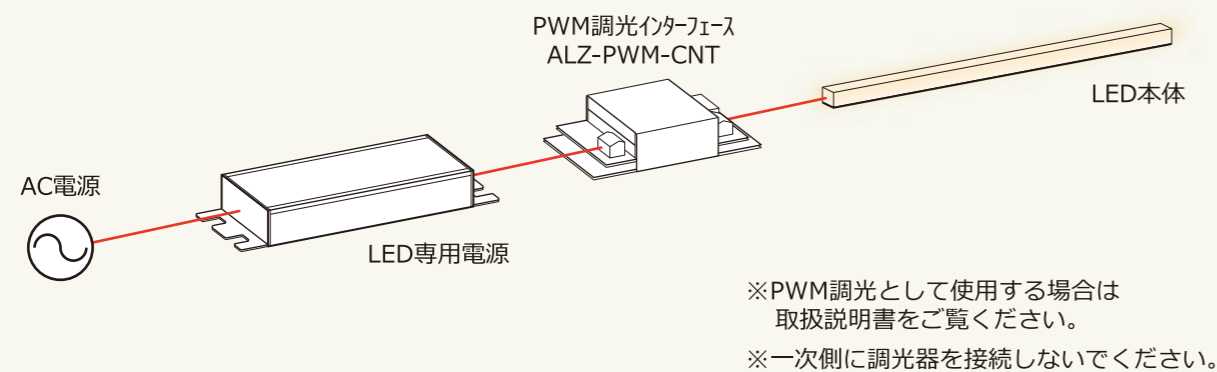 PWM調光インターフェース
ALZ-PWM-CNT
LED本体
AC電源
LED専用電源
※PWM調光として使用する場合は
取扱説明書をご覧ください。
※一次側に調光器を接続しないでください。